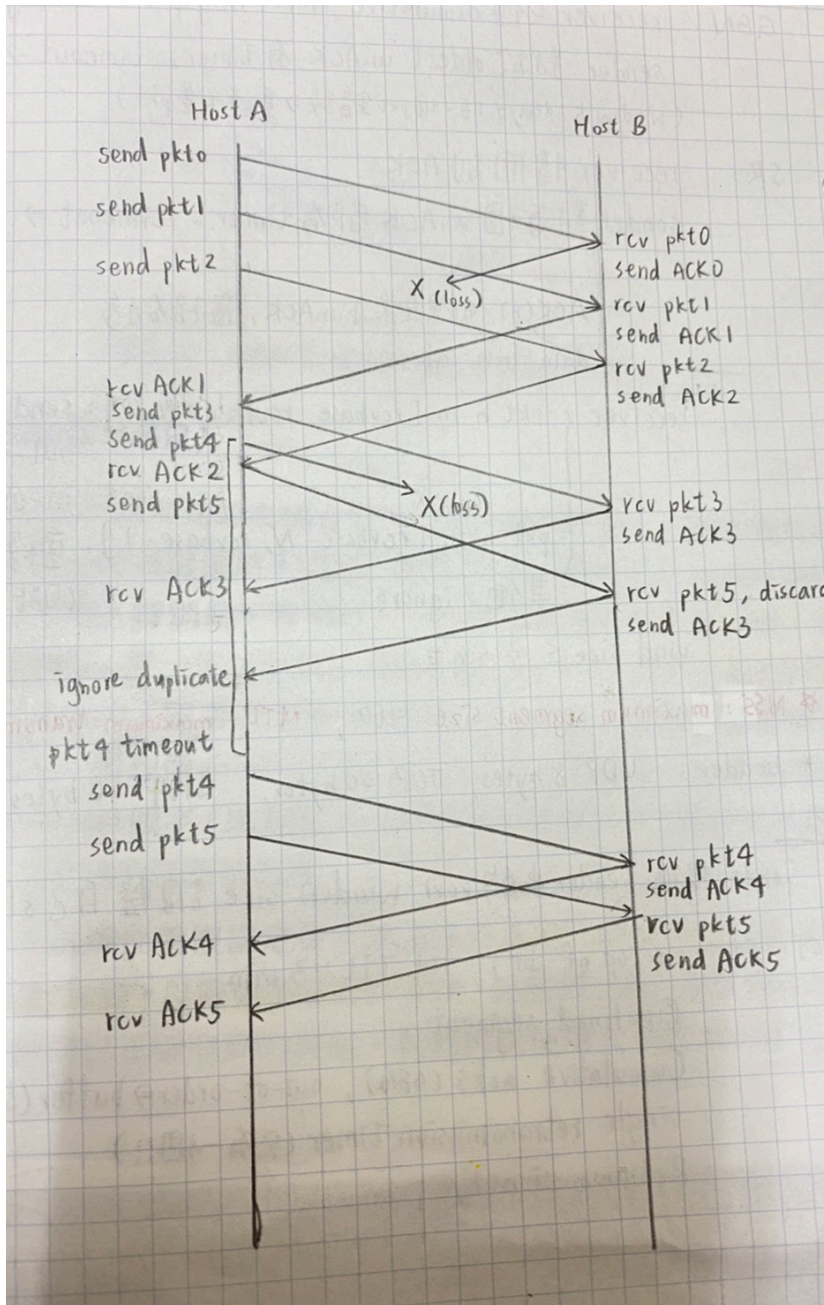 Host A
Host B
send pkt0
send pkt1
send pkt2
rcv pkt0
send ACK0
X (loss)
rcv pkt1
send ACK1
rcv pkt2
send ACK2
rcv ACK1
send pkt3
send pkt4
rcv ACK2
send pkt5
X(loss)
rcv pkt3
send ACK3
rcv ACK3
rcv pkt5, discard
send ACK3
ignore duplicate
pkt4 timeout
send pkt4
send pkt5
rcv pkt4
send ACK4
rcv pkt5
send ACK5
rcv ACK4
rcv ACK5